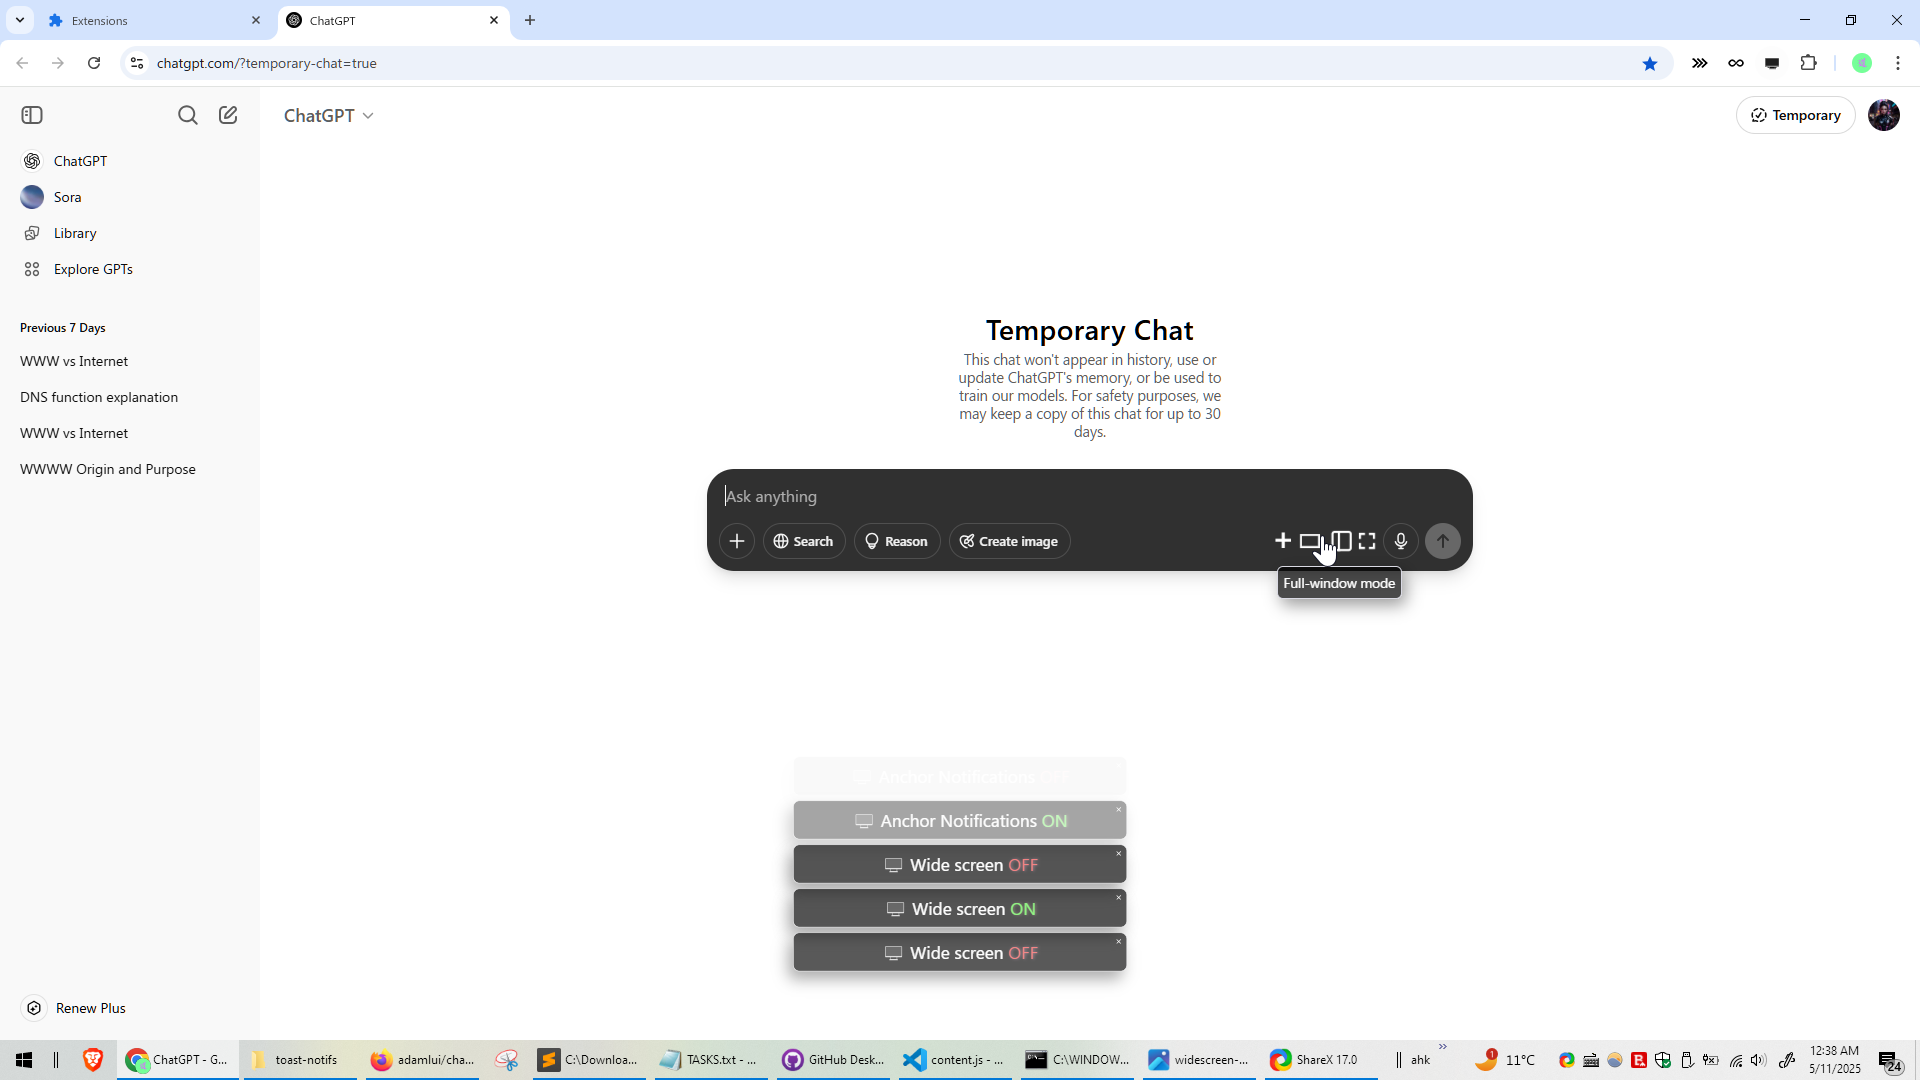 Extensions
ChatGPT
chatgpt.com/?temporary-chat=true
ChatGPT
Temporary
ChatGPT
Sora
Library
Explore GPTs
Previous 7 Days
WWW vs Internet
DNS function explanation
WWW vs Internet
WWWW Origin and Purpose
Temporary Chat
This chat won't appear in history, use or
update ChatGPT's memory, or be used to
train our models. For safety purposes, we
may keep a copy of this chat for up to 30
days.
Ask anything
Search
Reason
Create image
Full-window mode
Anchor Notifications OFF
Anchor Notifications ON
Wide screen OFF
Wide screen ON
Wide screen OFF
Renew Plus
ChatGPT - G...
toast-notifs
adamlui/cha...
C:\Downloa...
TASKS.txt - ...
GitHub Desk...
content.js - ...
C:\WINDOW...
widescreen-...
ShareX 17.0
ahk
1
11°C
12:38 AM
5/11/2025
24